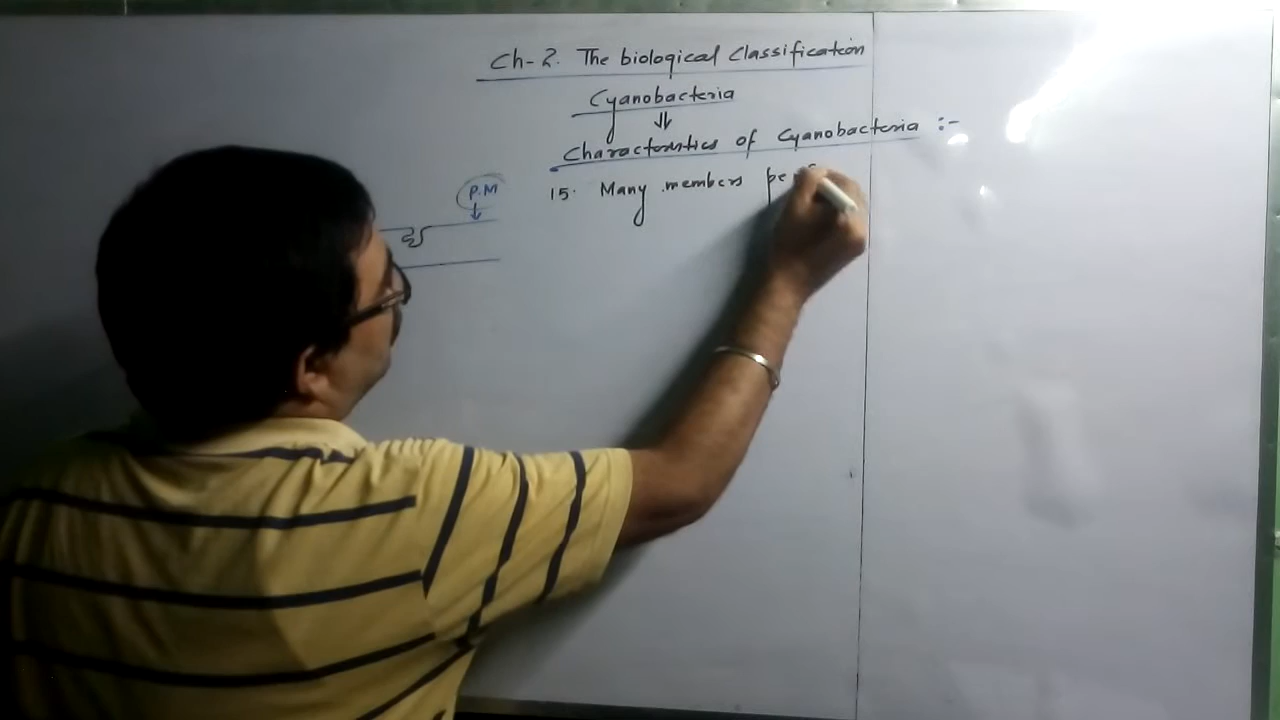 Ch-2. The biological Classification
Cyanobacteria
⇓
Characteristics of Cyanobacteria :-
P.M
15. Many members